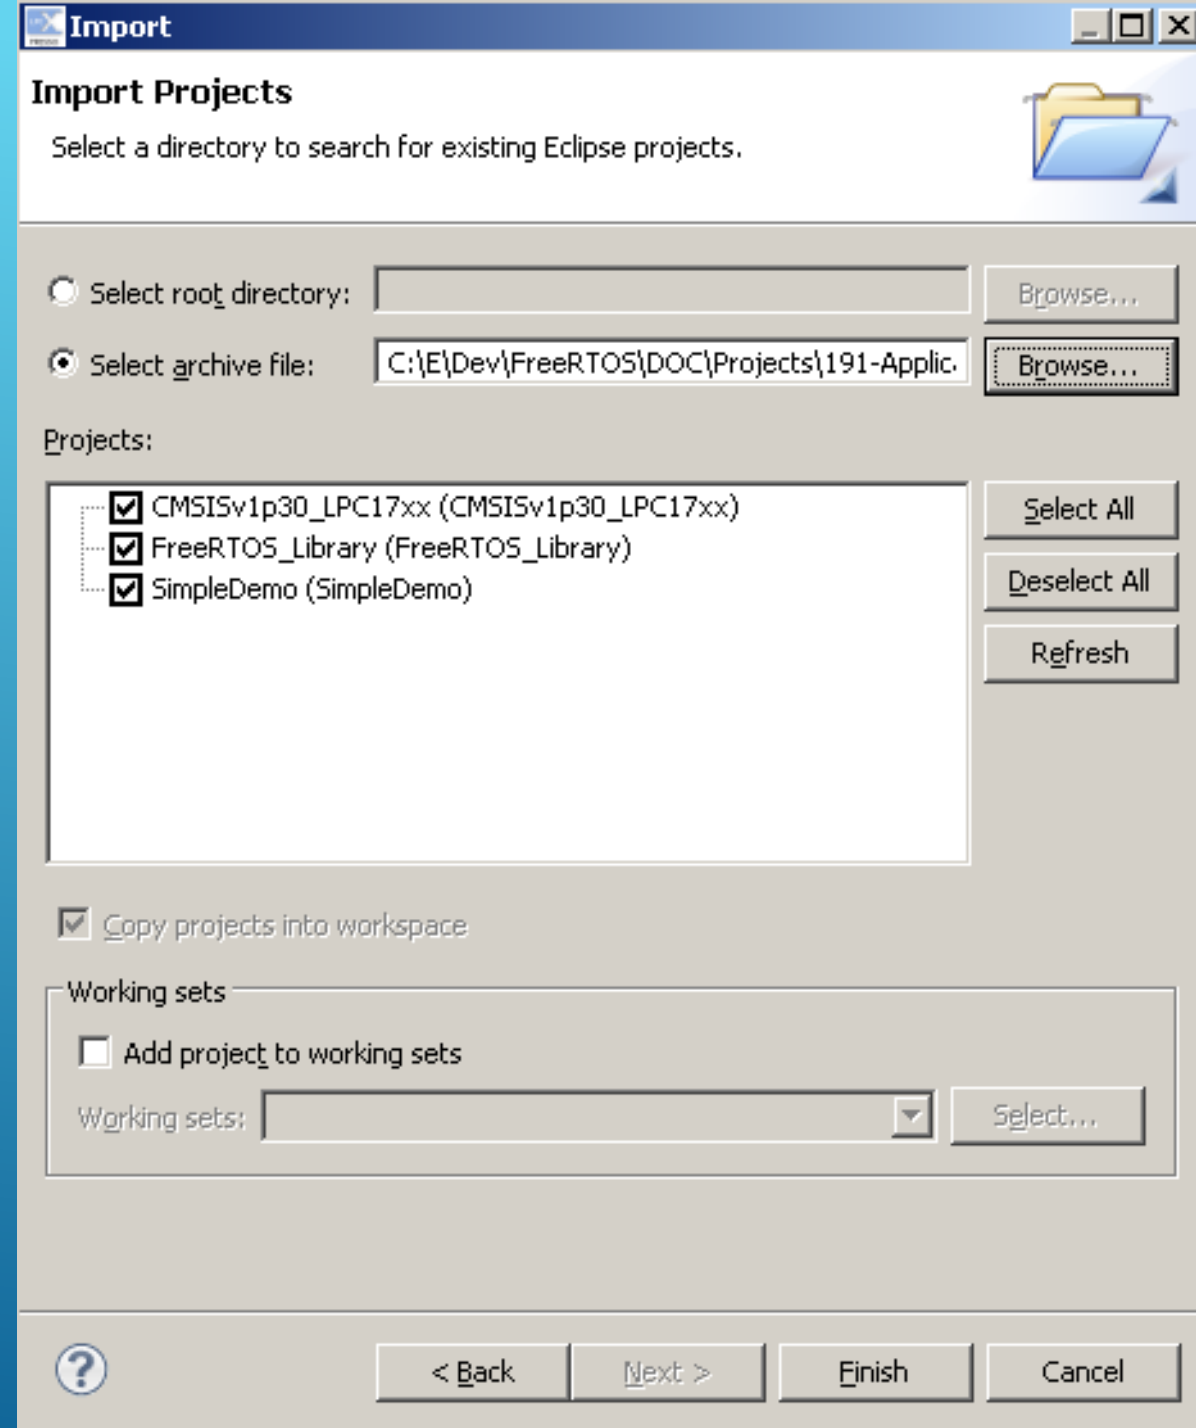 Import
Import Projects
Select a directory to search for existing Eclipse projects.
Select root directory:
Browse...
Select archive file:
C:\E\Dev\FreeRTOS\DOC\Projects\191-Applic
Browse...
Projects:
CMSISv1p30_LPC17xx (CMSISv1p30_LPC17xx)
FreeRTOS_Library (FreeRTOS_Library)
SimpleDemo (SimpleDemo)
Select All
Deselect All
Refresh
Copy projects into workspace
Working sets
Add project to working sets
Working sets:
Select...
< Back
Next >
Finish
Cancel